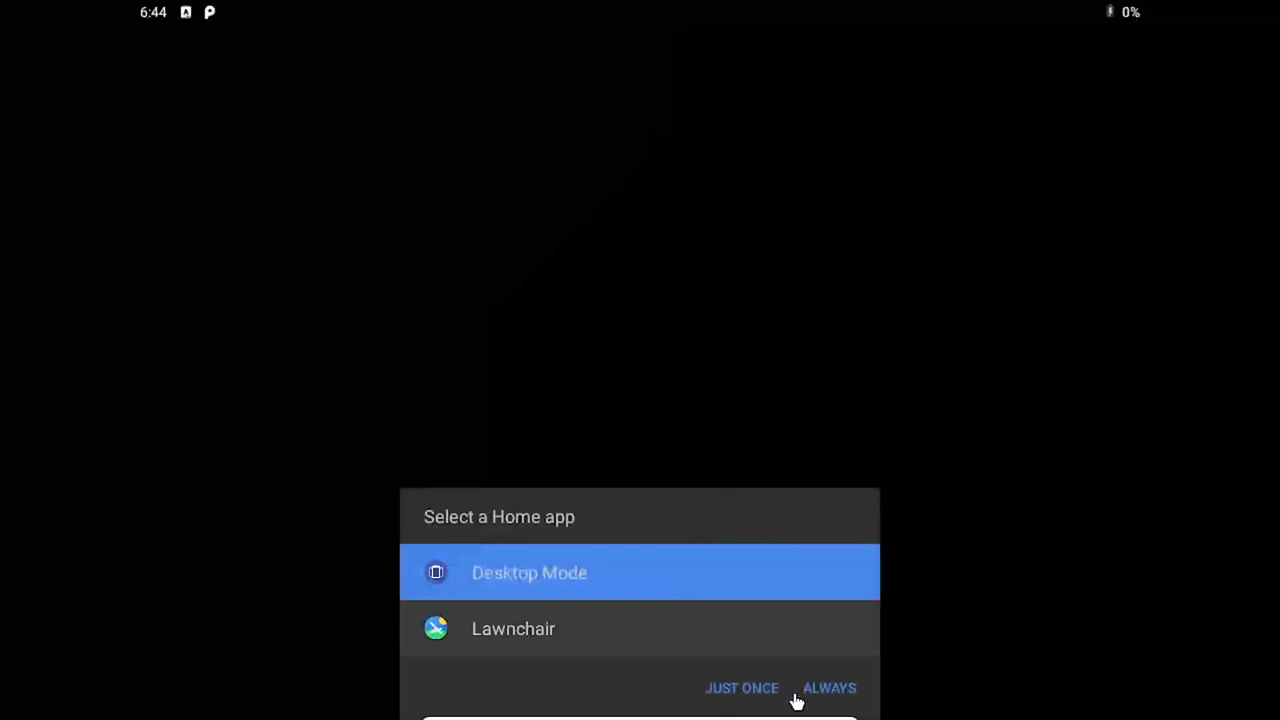 6:44 0%
Select a Home app
Desktop Mode
Lawnchair
JUST ONCE ALWAYS